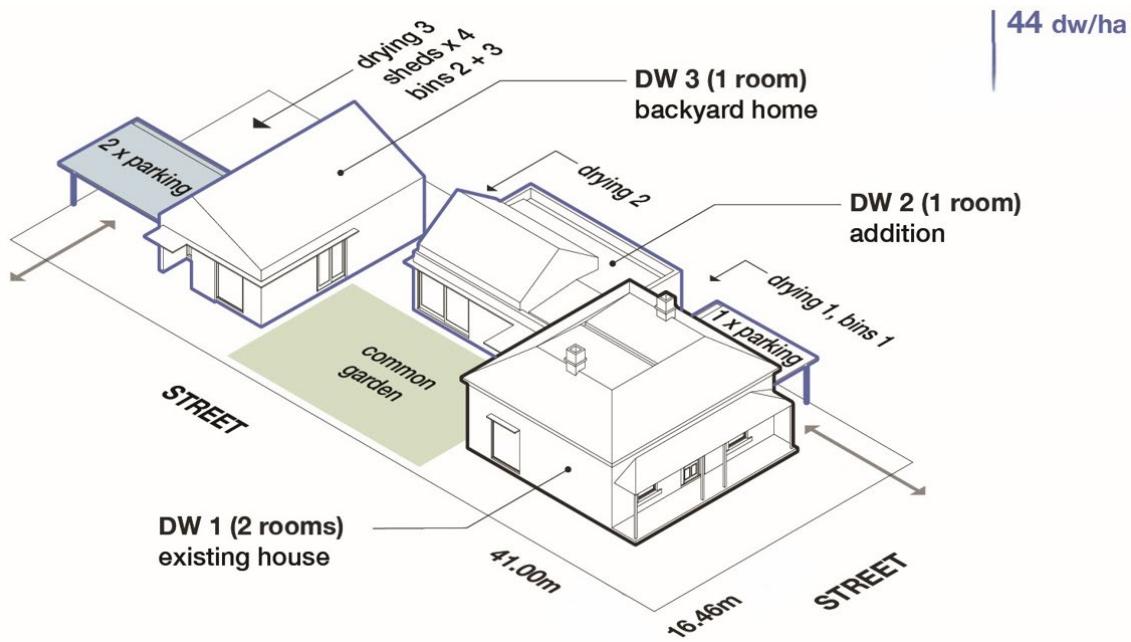 44 dw/ha
drying 3
sheds x 4
bins 2 + 3
DW 3 (1 room)
backyard home
2 x parking
drying 2
DW 2 (1 room)
addition
drying 1, bins 1
1 x parking
common
garden
STREET
DW 1 (2 rooms)
existing house
41.00m
16.46m
STREET